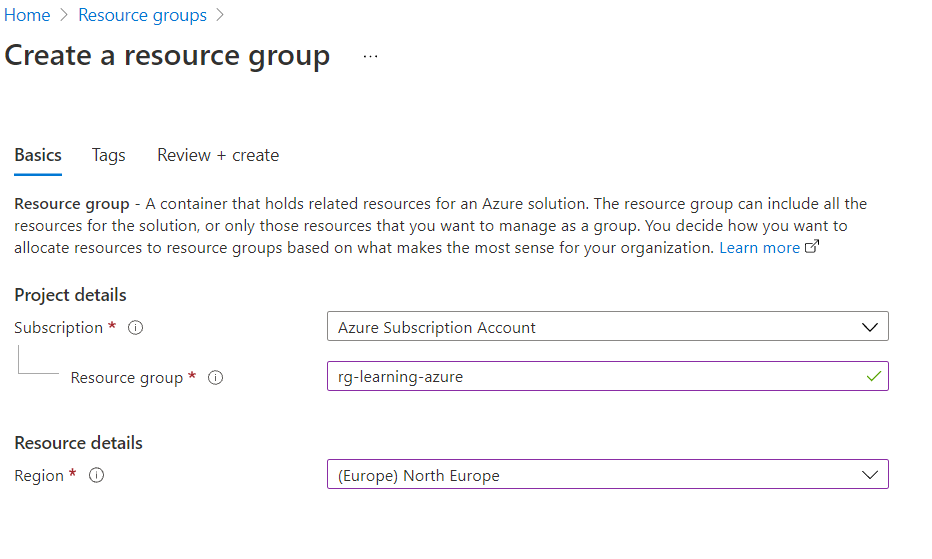 Home > Resource groups >
Create a resource group ...
Basics Tags Review + create
Resource group - A container that holds related resources for an Azure solution. The resource group can include all the
resources for the solution, or only those resources that you want to manage as a group. You decide how you want to
allocate resources to resource groups based on what makes the most sense for your organization. Learn more
Project details
Subscription * Azure Subscription Account
Resource group * rg-learning-azure
Resource details
Region * (Europe) North Europe